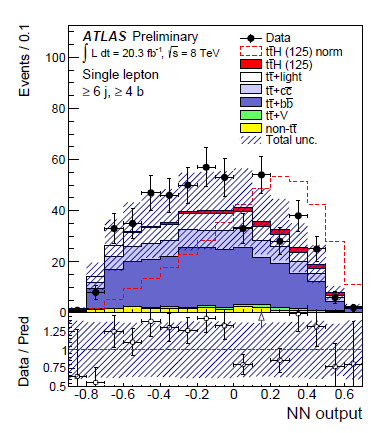 Events / 0.1
100
80
60
40
20
0
ATLAS Preliminary
∫ L dt = 20.3 fb⁻¹, √s = 8 TeV
Single lepton
≥ 6 j, ≥ 4 b
Data
tt̄H (125) norm
tt̄H (125)
tt̄+light
tt̄+cc̄
tt̄+bb̄
tt̄+V
non-tt̄
Total unc.
Data / Pred
1.25
1
0.75
0.5
-0.8 -0.6 -0.4 -0.2 0 0.2 0.4 0.6
NN output